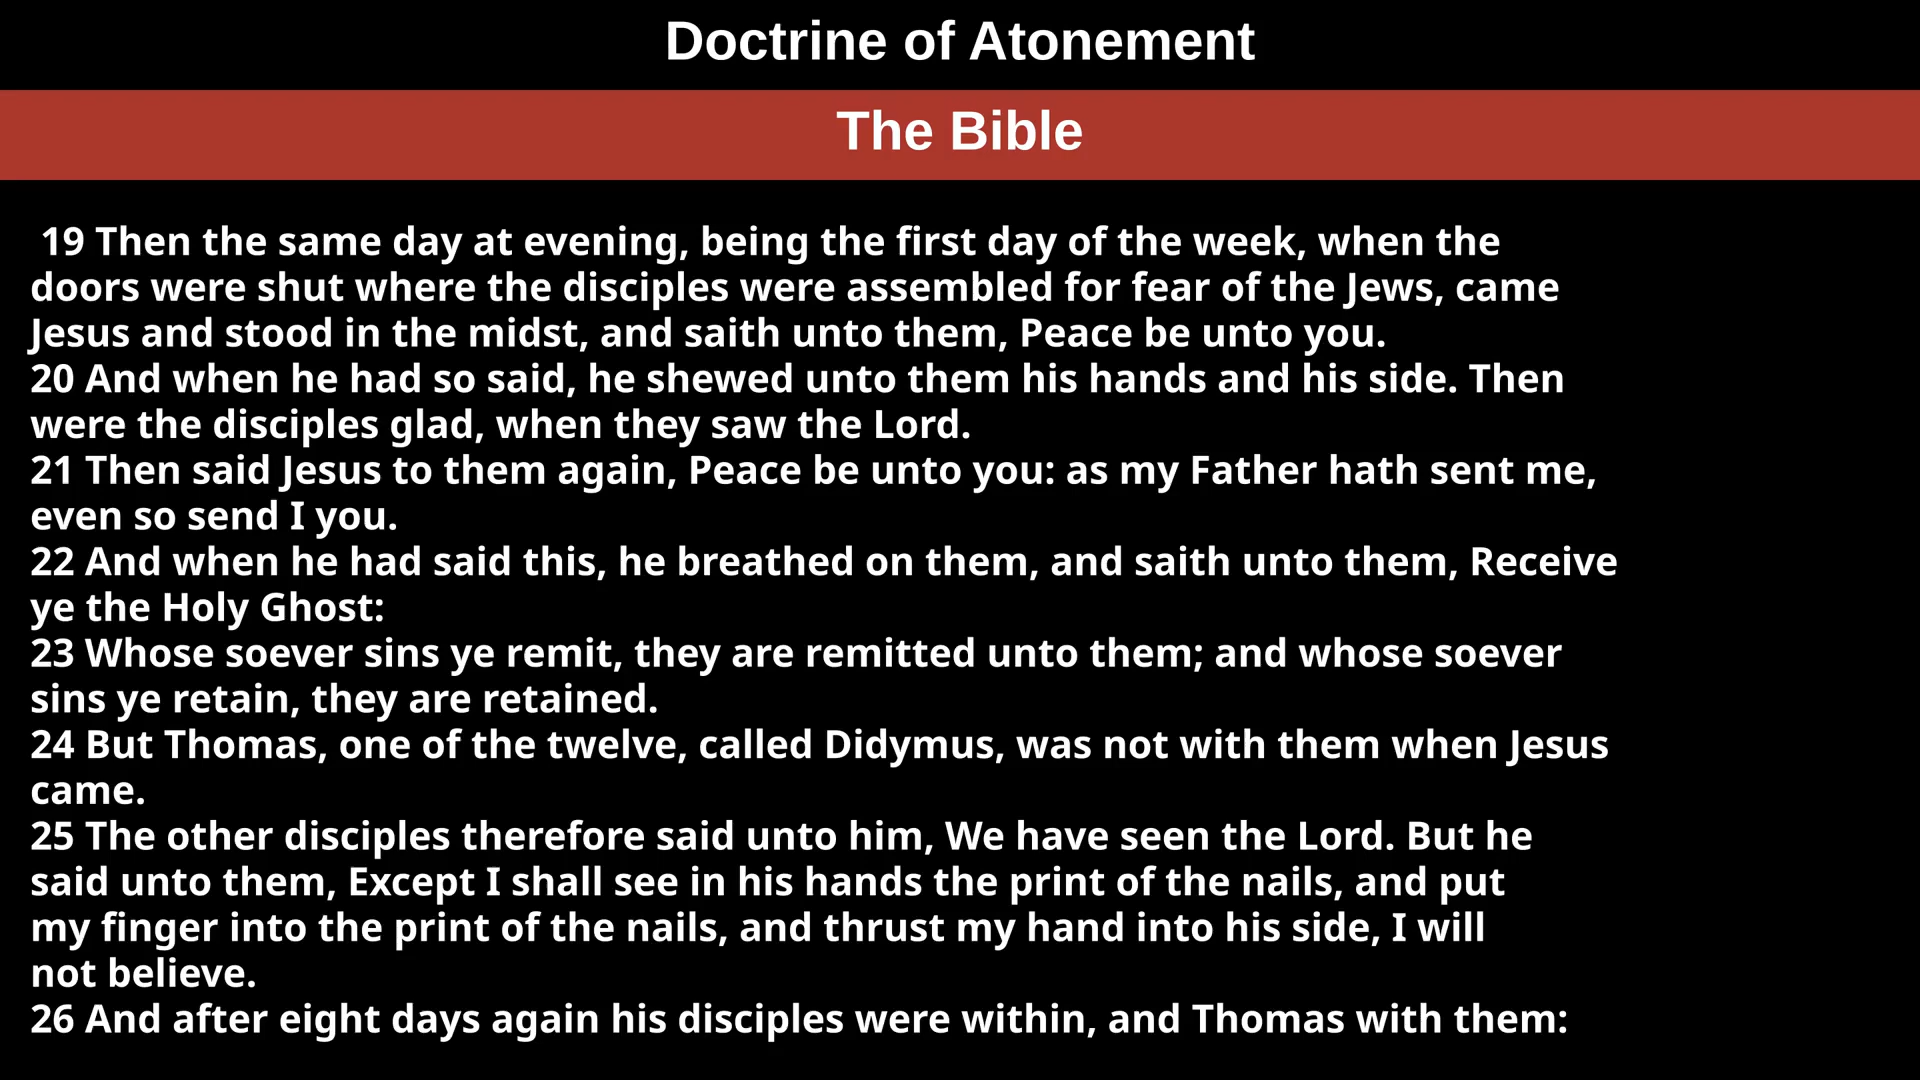 Doctrine of Atonement
The Bible
19 Then the same day at evening, being the first day of the week, when the
doors were shut where the disciples were assembled for fear of the Jews, came
Jesus and stood in the midst, and saith unto them, Peace be unto you.
20 And when he had so said, he shewed unto them his hands and his side. Then
were the disciples glad, when they saw the Lord.
21 Then said Jesus to them again, Peace be unto you: as my Father hath sent me,
even so send I you.
22 And when he had said this, he breathed on them, and saith unto them, Receive
ye the Holy Ghost:
23 Whose soever sins ye remit, they are remitted unto them; and whose soever
sins ye retain, they are retained.
24 But Thomas, one of the twelve, called Didymus, was not with them when Jesus
came.
25 The other disciples therefore said unto him, We have seen the Lord. But he
said unto them, Except I shall see in his hands the print of the nails, and put
my finger into the print of the nails, and thrust my hand into his side, I will
not believe.
26 And after eight days again his disciples were within, and Thomas with them: